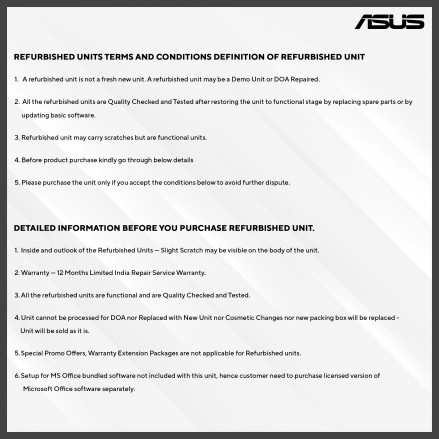 ASUS
REFURBISHED UNITS TERMS AND CONDITIONS DEFINITION OF REFURBISHED UNIT
1. A refurbished unit is not a fresh new unit. A refurbished unit may be a Demo Unit or DOA Repaired.
2. All the refurbished units are Quality Checked and Tested after restoring the unit to functional stage by replacing spare parts or by
updating basic software.
3. Refurbished unit may carry scratches but are functional units.
4. Before product purchase kindly go through below details
5. Please purchase the unit only if you accept the conditions below to avoid further dispute.
DETAILED INFORMATION BEFORE YOU PURCHASE REFURBISHED UNIT.
1. Inside and outlook of the Refurbished Units – Slight Scratch may be visible on the body of the unit.
2. Warranty – 12 Months Limited India Repair Service Warranty.
3. All the refurbished units are functional and are Quality Checked and Tested.
4. Unit cannot be processed for DOA nor Replaced with New Unit nor Cosmetic Changes nor new packing box will be replaced -
Unit will be sold as it is.
5. Special Promo Offers, Warranty Extension Packages are not applicable for Refurbished units.
6. Setup for MS Office bundled software not included with this unit, hence customer need to purchase licensed version of
Microsoft Office software separately.